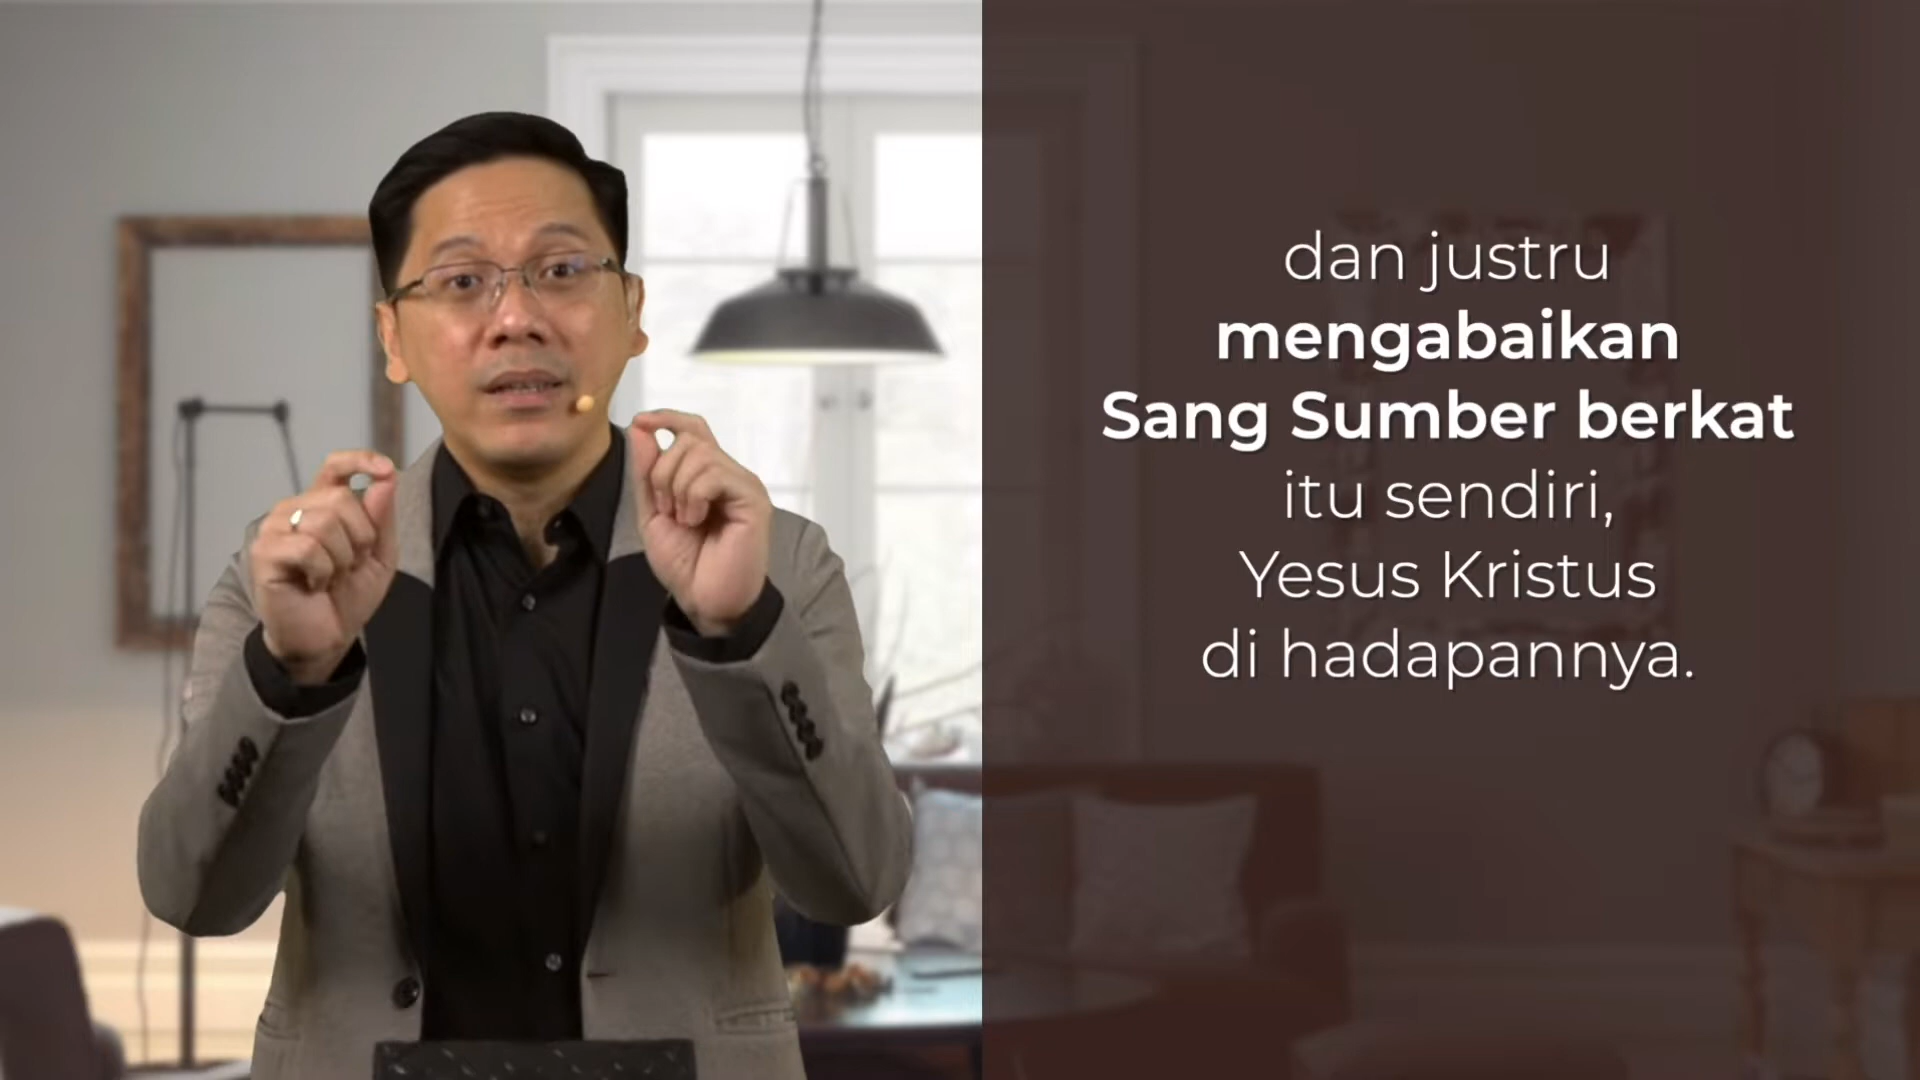 dan justru
mengabaikan
Sang Sumber berkat
itu sendiri,
Yesus Kristus
di hadapannya.